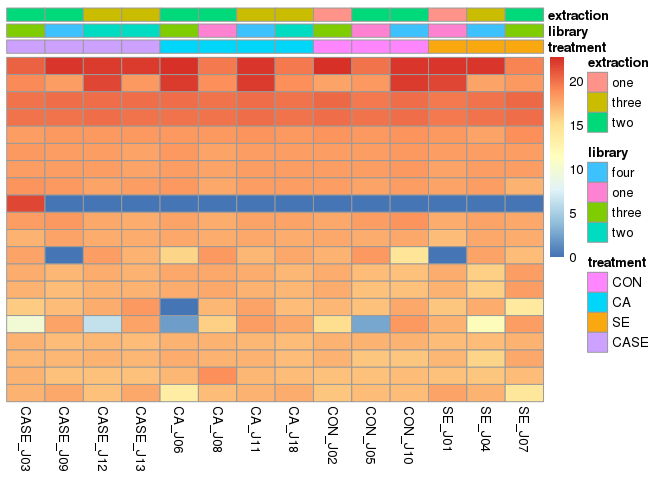 extraction
library
treatment
extraction
one
three
two
library
four
one
three
two
treatment
CON
CA
SE
CASE
20
15
10
5
0
CASE_J03
CASE_J09
CASE_J12
CASE_J13
CA_J06
CA_J08
CA_J11
CA_J18
CON_J02
CON_J05
CON_J10
SE_J01
SE_J04
SE_J07